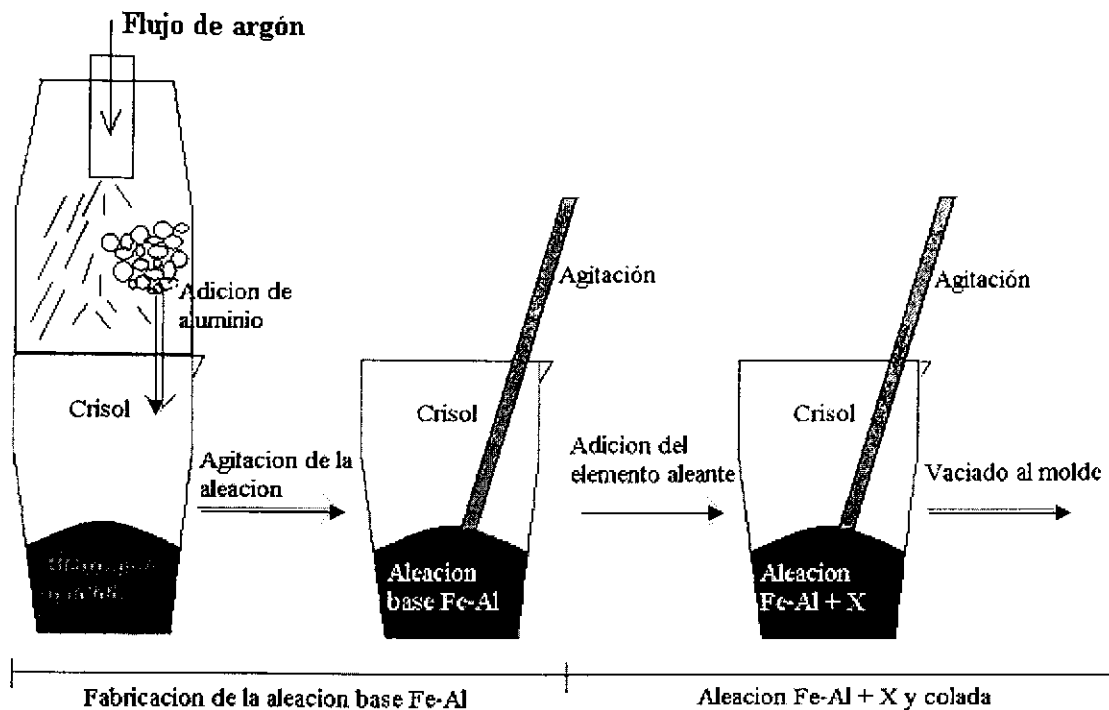 Flujo de argón
Adicion de
aluminio
Crisol
Agitacion de la
aleacion
Agitación
Crisol
Aleacion
base Fe-Al
Adicion del
elemento aleante
Agitación
Crisol
Aleacion
Fe-Al + X
Vaciado al molde
Fabricacion de la aleacion base Fe-Al
Aleacion Fe-Al + X y colada